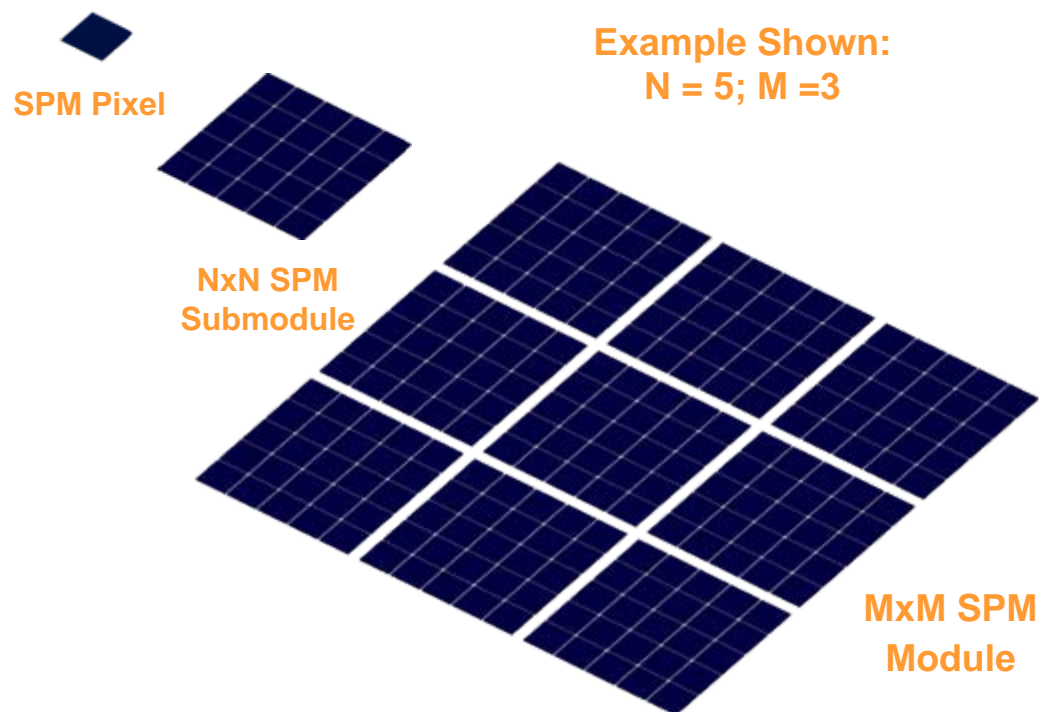 Example Shown:
N = 5; M =3
SPM Pixel
NxN SPM
Submodule
MxM SPM
Module